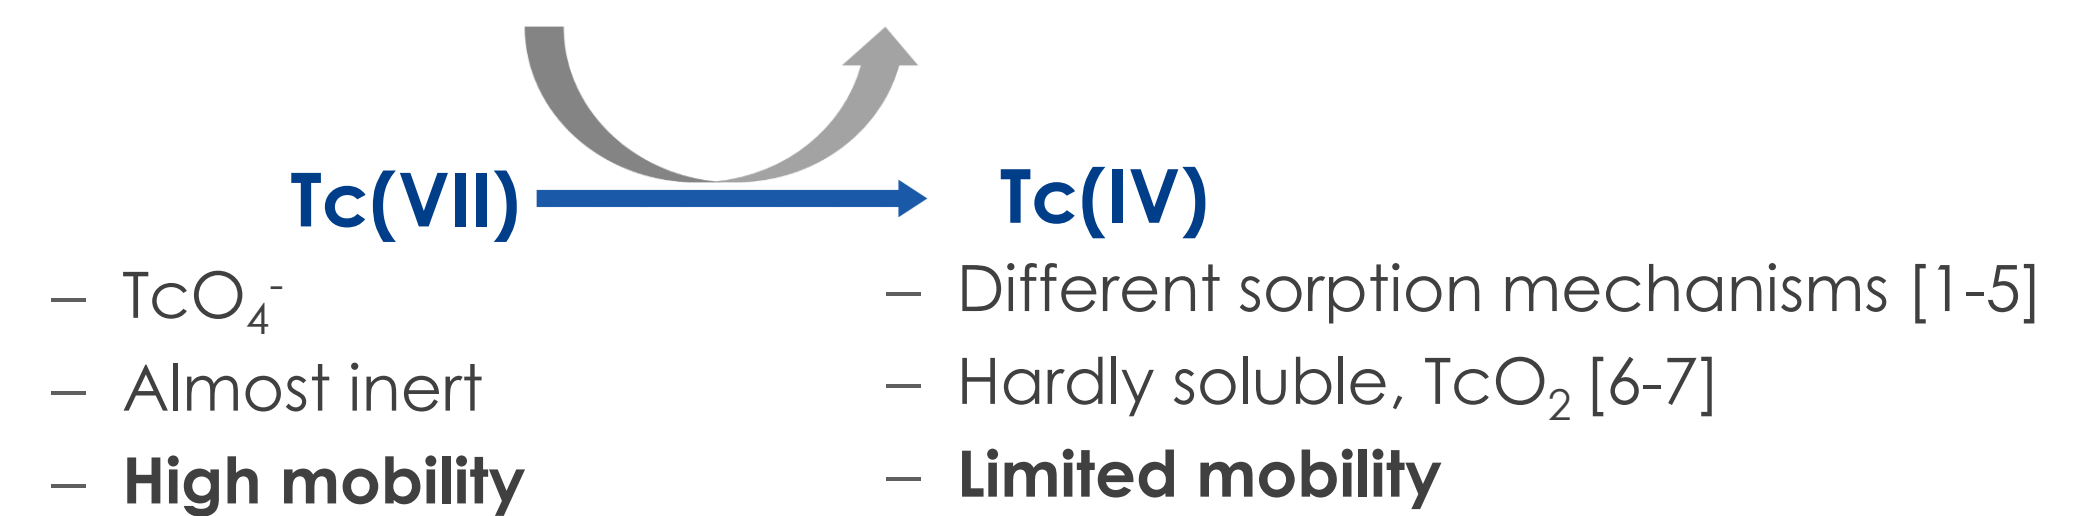 Tc(VII) Tc(IV)
– TcO₄⁻
– Almost inert
– High mobility
– Different sorption mechanisms [1-5]
– Hardly soluble, TcO₂ [6-7]
– Limited mobility